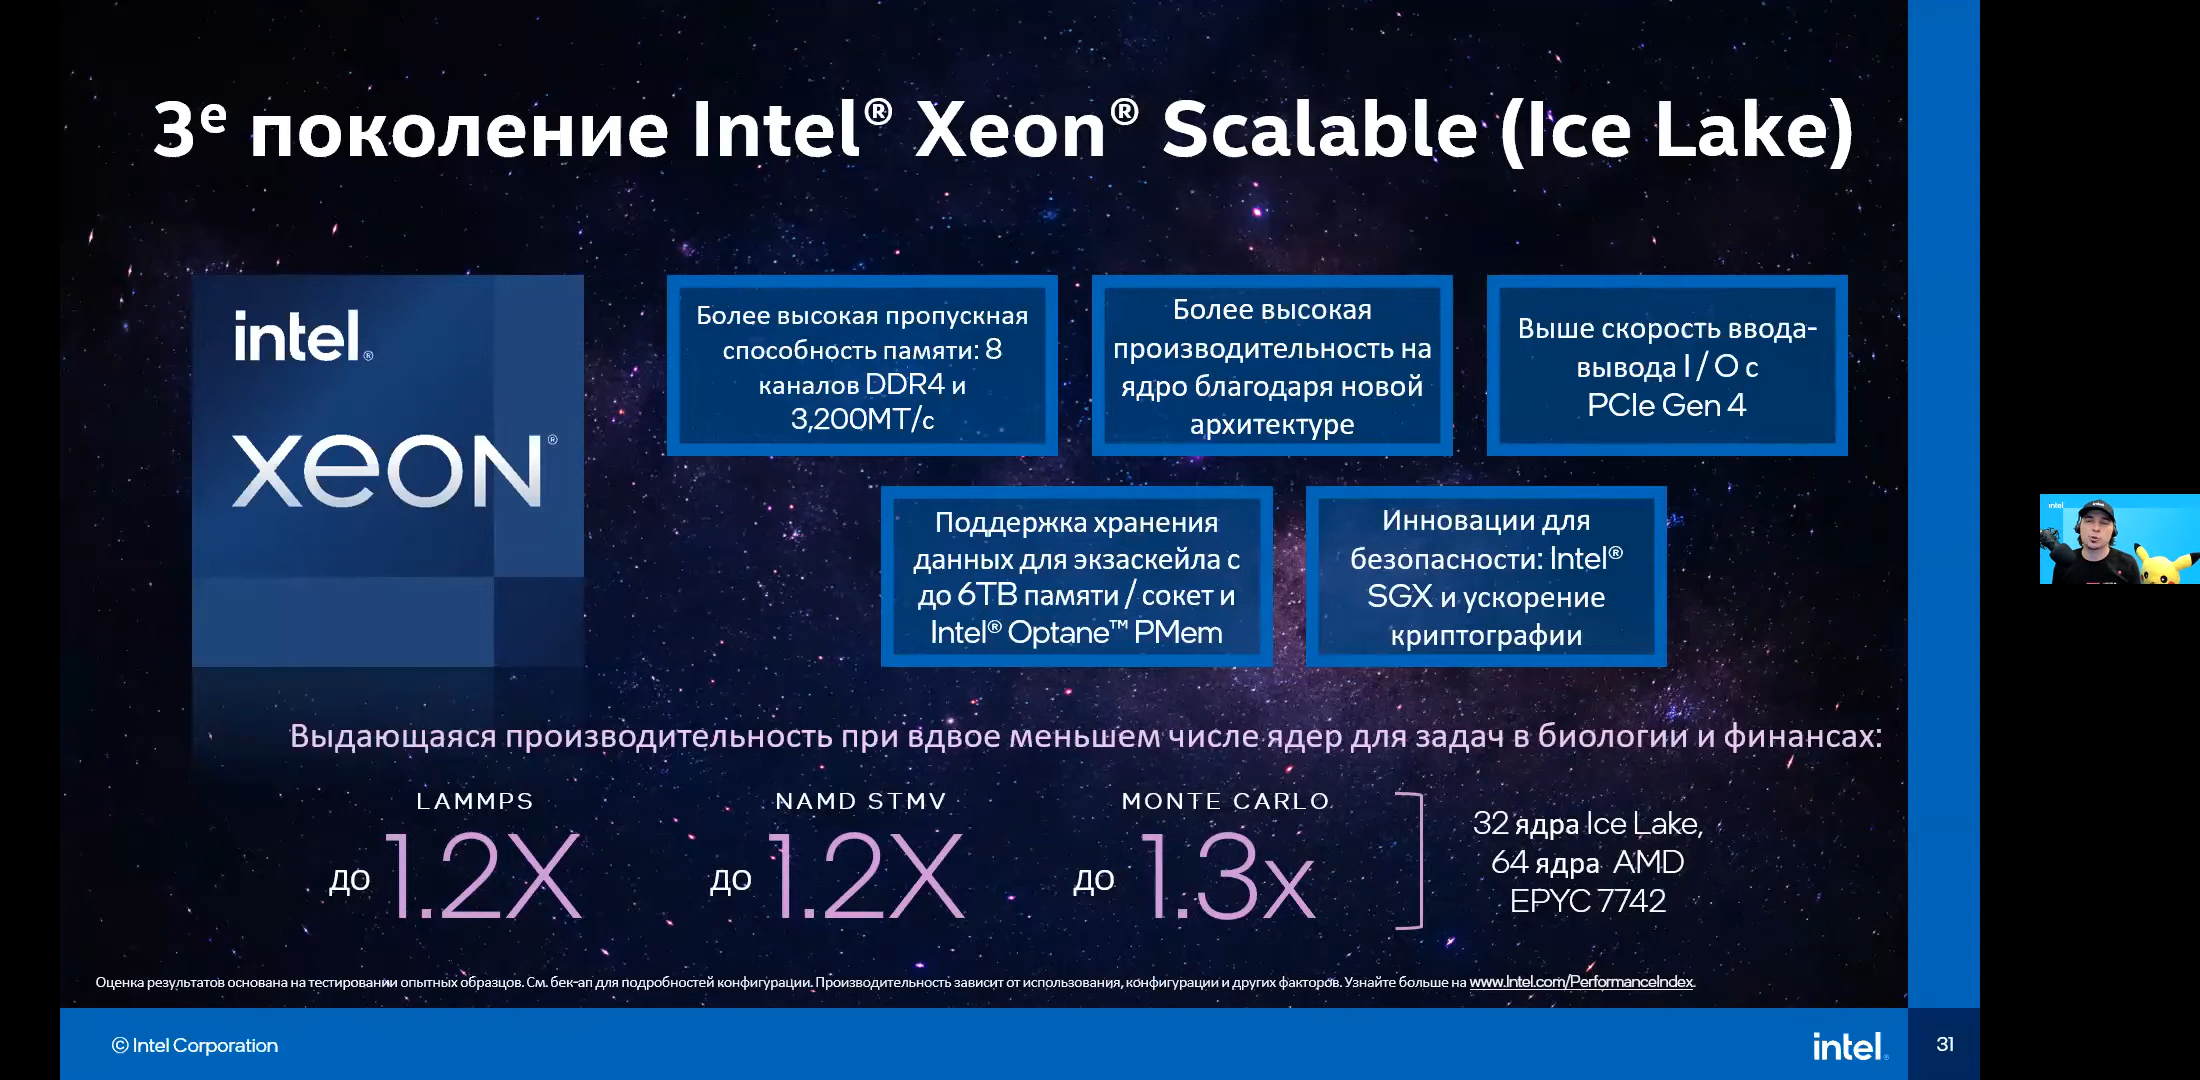 3е поколение Intel® Xeon® Scalable (Ice Lake)
intel®
xeon®
Более высокая пропускная
способность памяти: 8
каналов DDR4 и
3,200MT/с
Более высокая
производительность на
ядро благодаря новой
архитектуре
Выше скорость ввода-
вывода I / O с
PCIe Gen 4
Поддержка хранения
данных для экзаскейла с
до 6TB памяти / сокет и
Intel® Optane™ PMem
Инновации для
безопасности: Intel®
SGX и ускорение
криптографии
Выдающаяся производительность при вдвое меньшем числе ядер для задач в биологии и финансах:
LAMMPS
до 1.2X
NAMD STMV
до 1.2X
MONTE CARLO
до 1.3x
32 ядра Ice Lake,
64 ядра AMD
EPYC 7742
Оценка результатов основана на тестировании опытных образцов. См. бек-ап для подробностей конфигурации. Производительность зависит от использования, конфигурации и других факторов. Узнайте больше на www.Intel.com/PerformanceIndex.
© Intel Corporation
intel.
31
intel